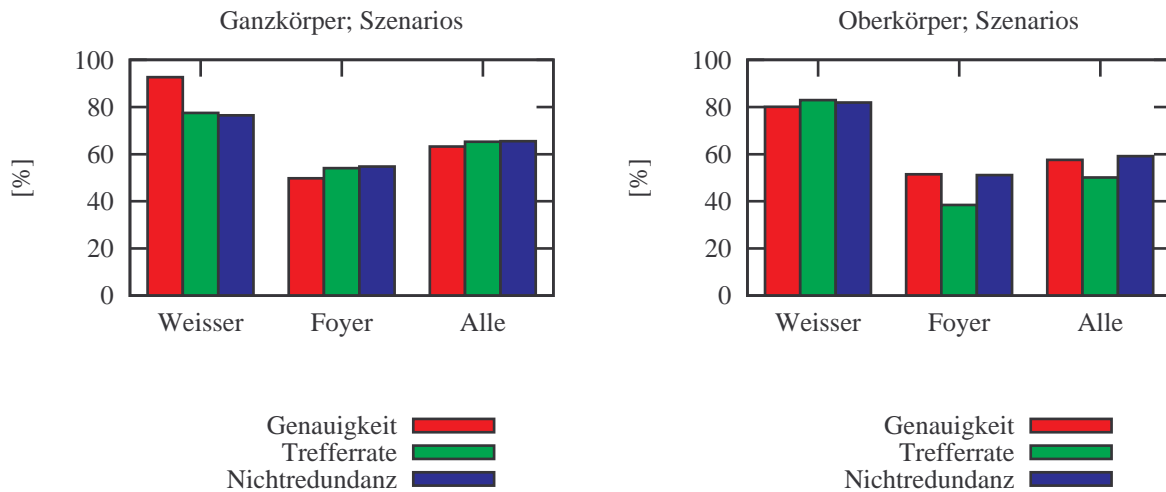 Ganzkörper; Szenarios
[%]
100
80
60
40
20
0
Weisser Foyer Alle
Genauigkeit
Trefferrate
Nichtredundanz
Oberkörper; Szenarios
[%]
100
80
60
40
20
0
Weisser Foyer Alle
Genauigkeit
Trefferrate
Nichtredundanz